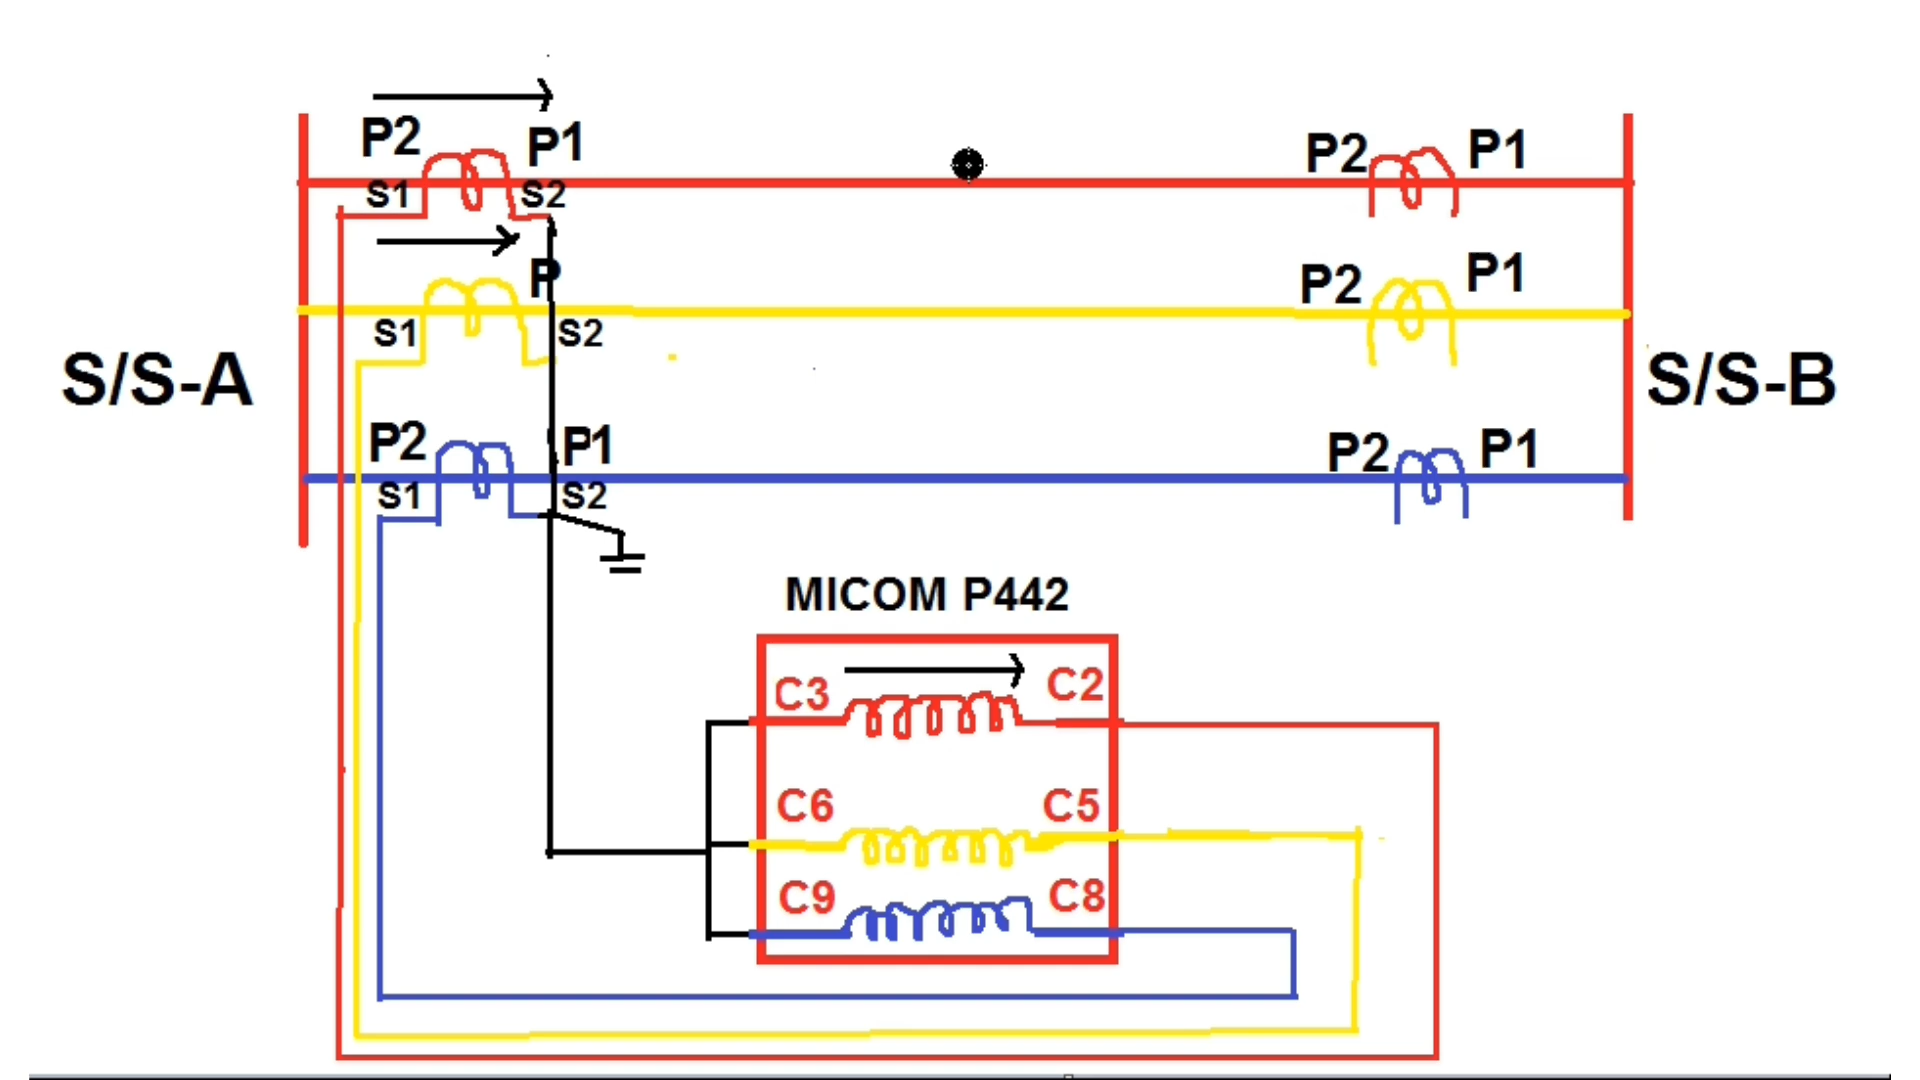 P2 P1 P2 P1
S1 S2
P P2 P1
S1 S2
S/S-A S/S-B
P2 P1 P2 P1
S1 S2
MICOM P442
C3 C2
C6 C5
C9 C8